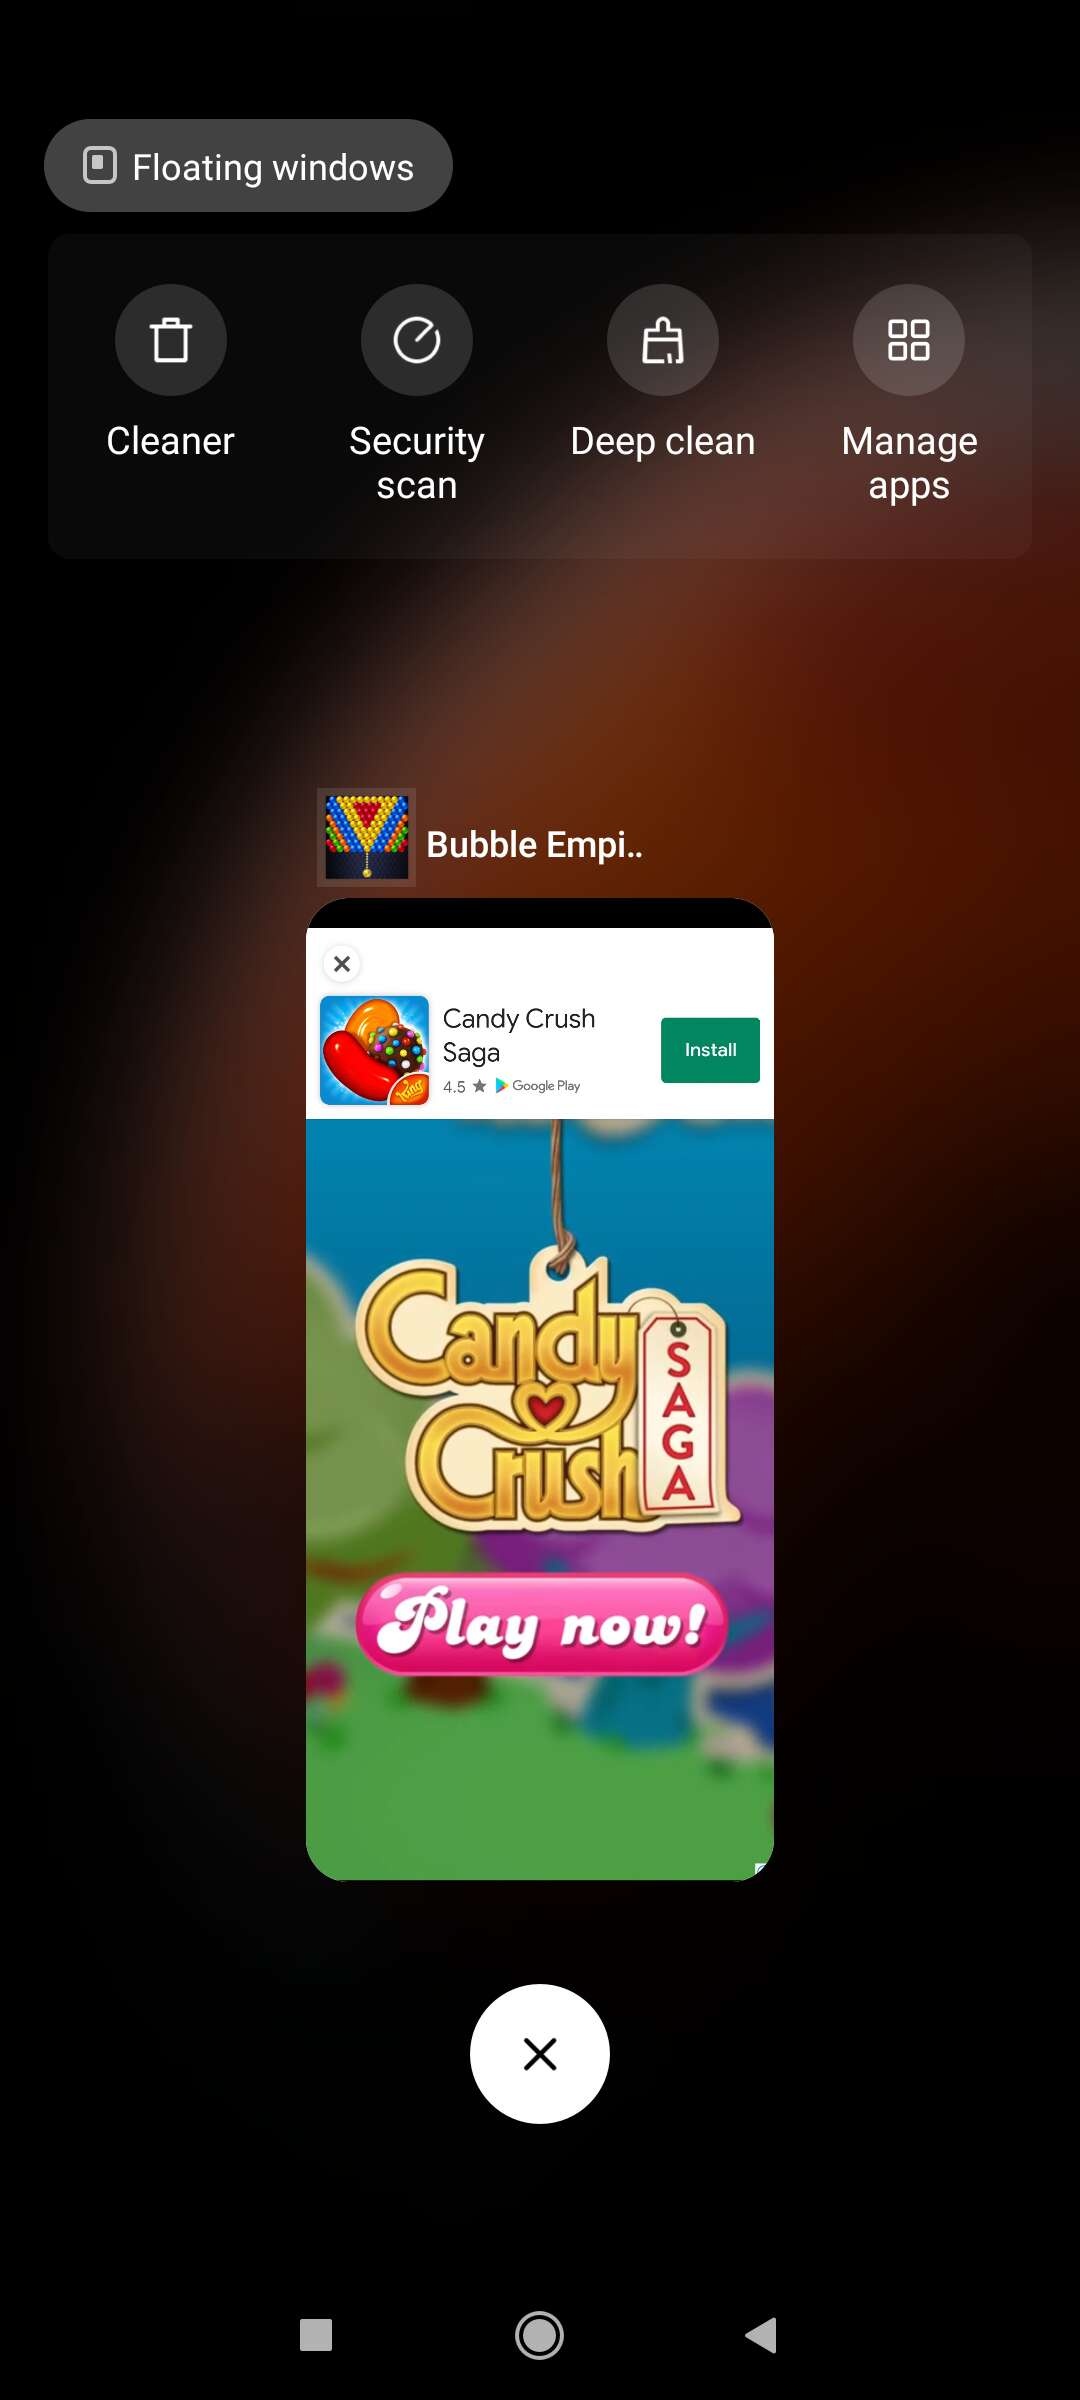 Floating windows
Cleaner
Security
scan
Deep clean
Manage
apps
Bubble Empi..
Candy Crush
Saga
4.5 ★ Google Play
Install
King
Candy
Crush
SAGA
Play now!